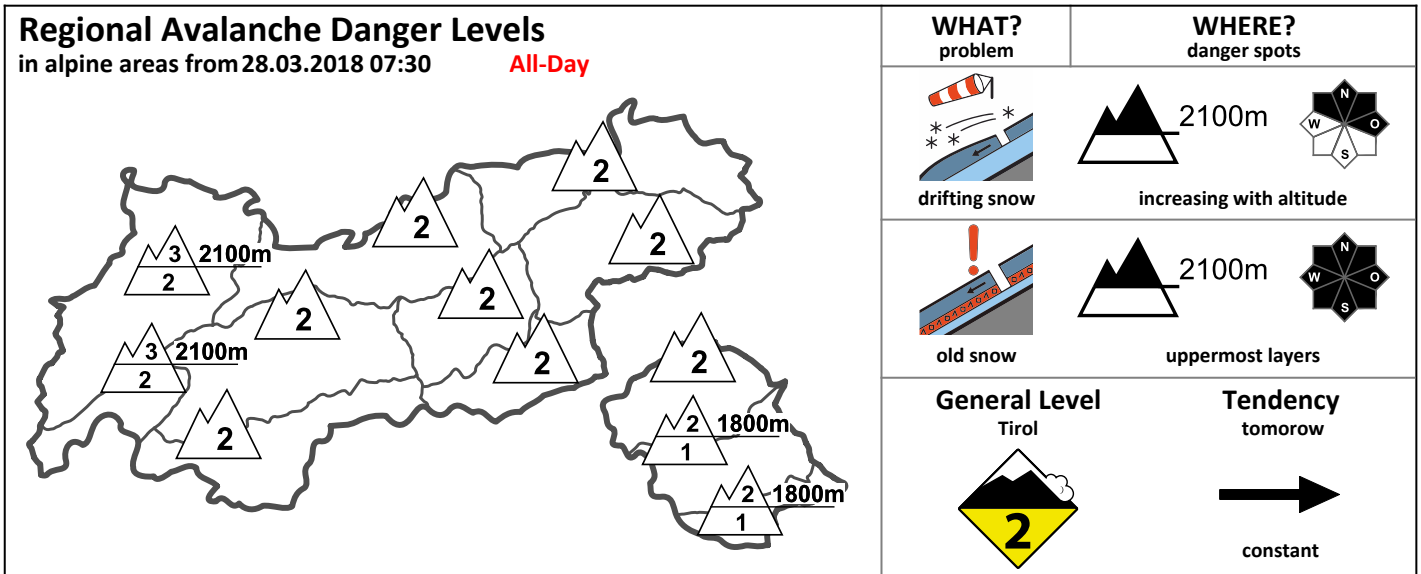 Regional Avalanche Danger Levels
in alpine areas from 28.03.2018 07:30 All-Day
2
2
2
3 2100m
2
2
2
3 2100m
2
2
2
2
2 1800m
1
2 1800m
1
WHAT?
problem
WHERE?
danger spots
drifting snow
2100m
N
W O
S
increasing with altitude
old snow
2100m
N
W O
S
uppermost layers
General Level
Tirol
2
Tendency
tomorow
constant